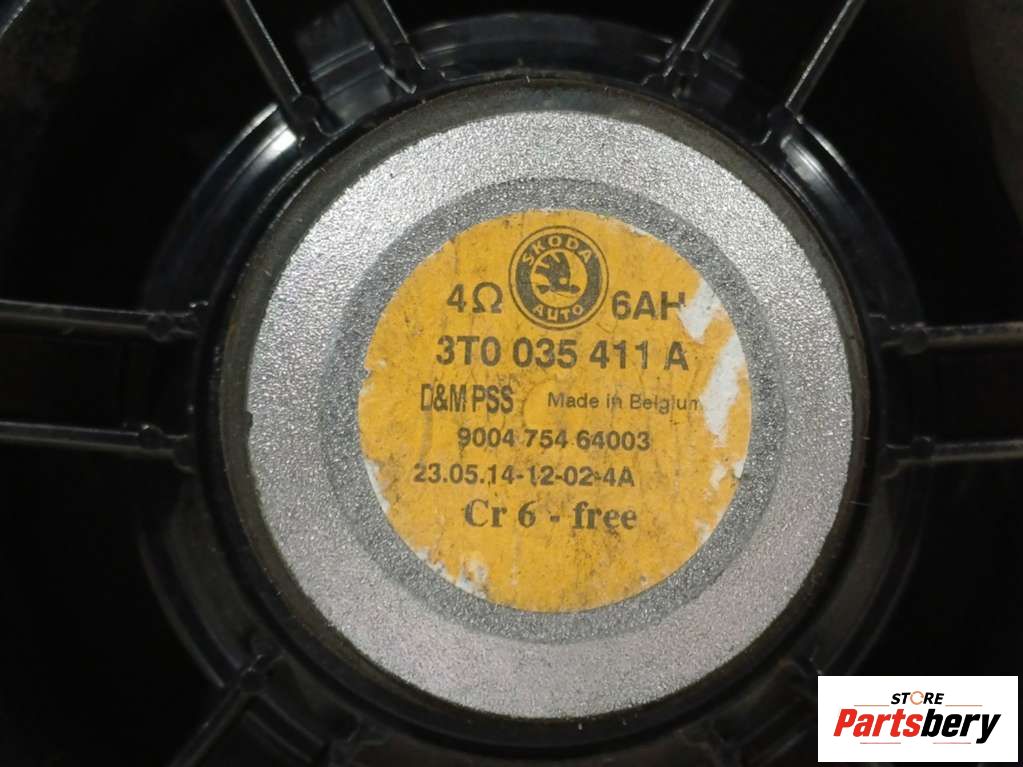 SKODA
AUTO
4Ω 6AH
3T0 035 411 A
D&M PSS Made in Belgium
9004 754 64003
23.05.14-12-02-4A
Cr 6 - free
STORE
Partsbery